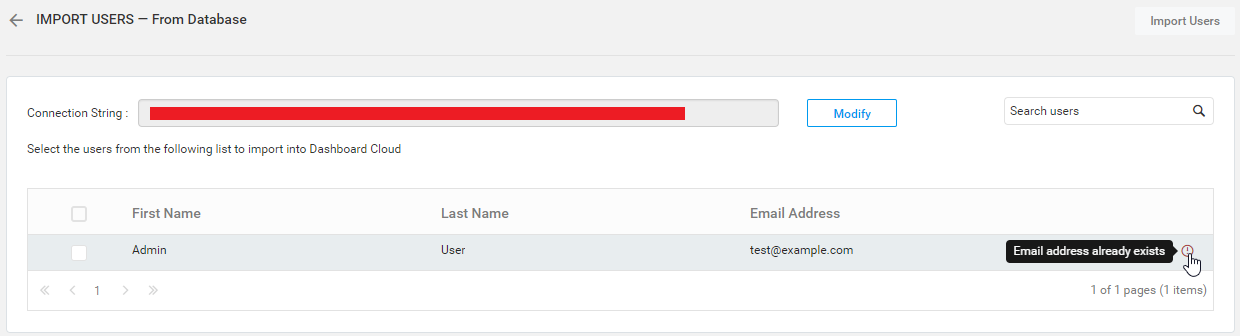 IMPORT USERS — From Database
Import Users
Connection String :
Modify
Search users
Select the users from the following list to import into Dashboard Cloud
First Name Last Name Email Address
Admin User test@example.com Email address already exists
1 1 of 1 pages (1 items)